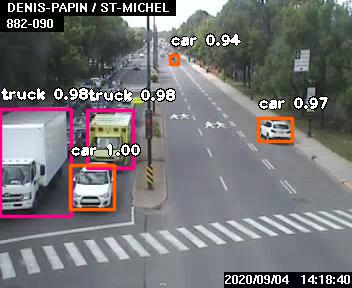 DENIS-PAPIN / ST-MICHEL
882-090
car 0.94
truck 0.98
truck 0.98
car 0.97
car 1.00
2020/09/04 14:18:40